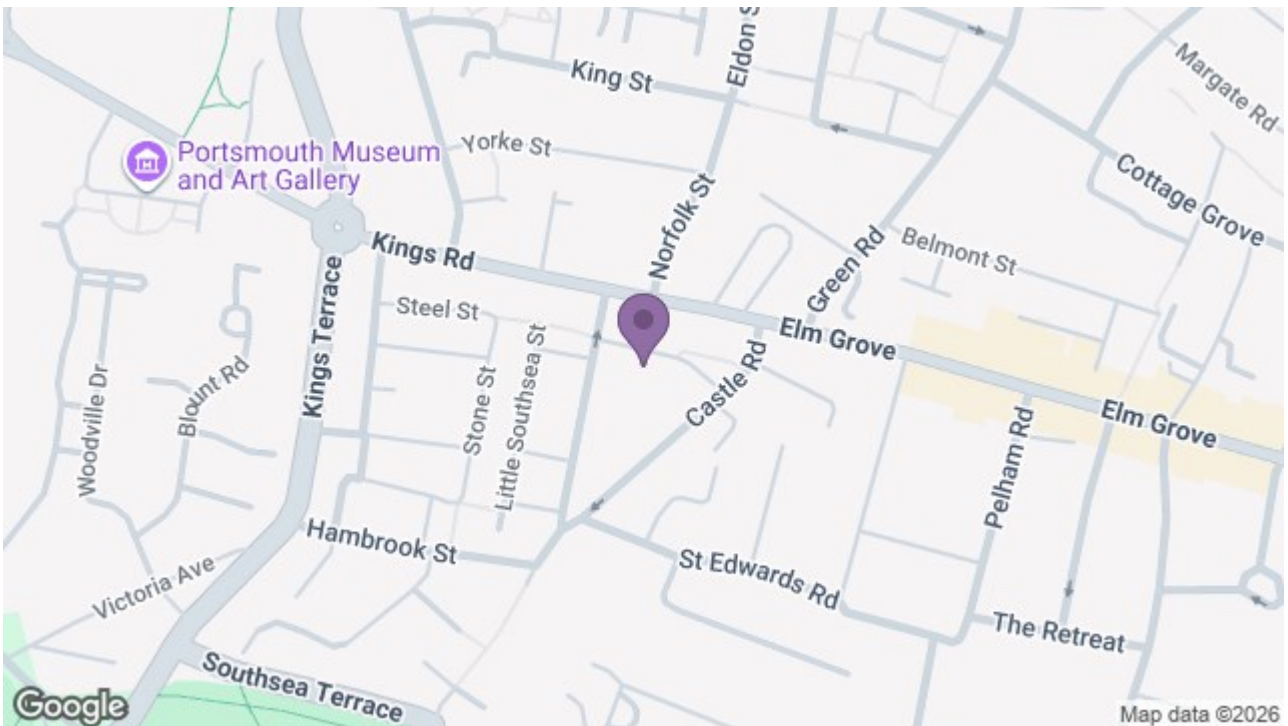 Eldon S
King St
Margate Rd
Yorke St
Portsmouth Museum
and Art Gallery
Cottage Grove
Norfolk St
Kings Rd
Green Rd
Belmont St
Kings Terrace
Steel St
Little Southsea St
Elm Grove
Castle Rd
Woodville Dr
Blount Rd
Stone St
Elm Grove
Pelham Rd
Hambrook St
St Edwards Rd
Victoria Ave
The Retreat
Southsea Terrace
Google
Map data ©2026